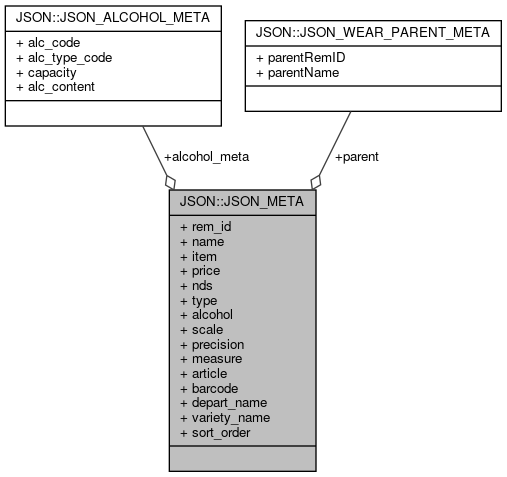 JSON::JSON_ALCOHOL_META
+ alc_code
+ alc_type_code
+ capacity
+ alc_content
JSON::JSON_WEAR_PARENT_META
+ parentRemID
+ parentName
+alcohol_meta
+parent
JSON::JSON_META
+ rem_id
+ name
+ item
+ price
+ nds
+ type
+ alcohol
+ scale
+ precision
+ measure
+ article
+ barcode
+ depart_name
+ variety_name
+ sort_order